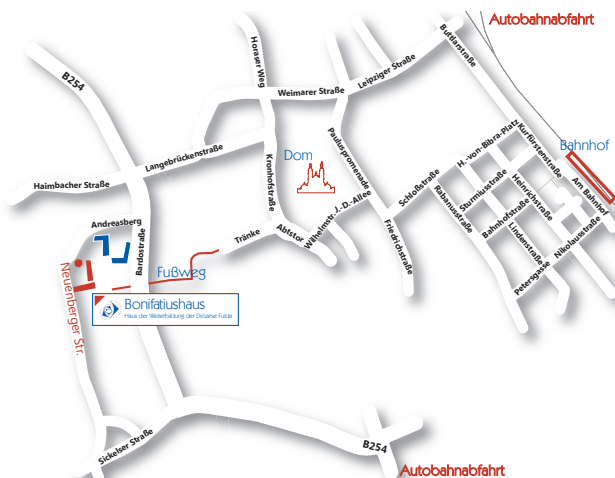 Autobahnabfahrt
B254
Horaser Weg
Weimarer Straße
Leipziger Straße
Buttlarstraße
Kurfürstenstraße
Bahnhof
Am Bahnhof
Langebrückenstraße
Haimbacher Straße
Kronhofstraße
Dom
Pauluspromenade
Schloßstraße
H.-von-Bibra-Platz
Sturmiusstraße
Heinrichstraße
Rabanusstraße
Bahnhofstraße
Lindenstraße
Nikolausstraße
Petersgasse
Andreasberg
Bardostraße
Tränke
Abtstor
Wilhelmstr.
J.-D.-Allee
Friedrichstraße
Fußweg
Neuenberger Str.
Bonifatiushaus
Haus der Weiterbildung der Diözese Fulda
Sickelser Straße
B254
Autobahnabfahrt